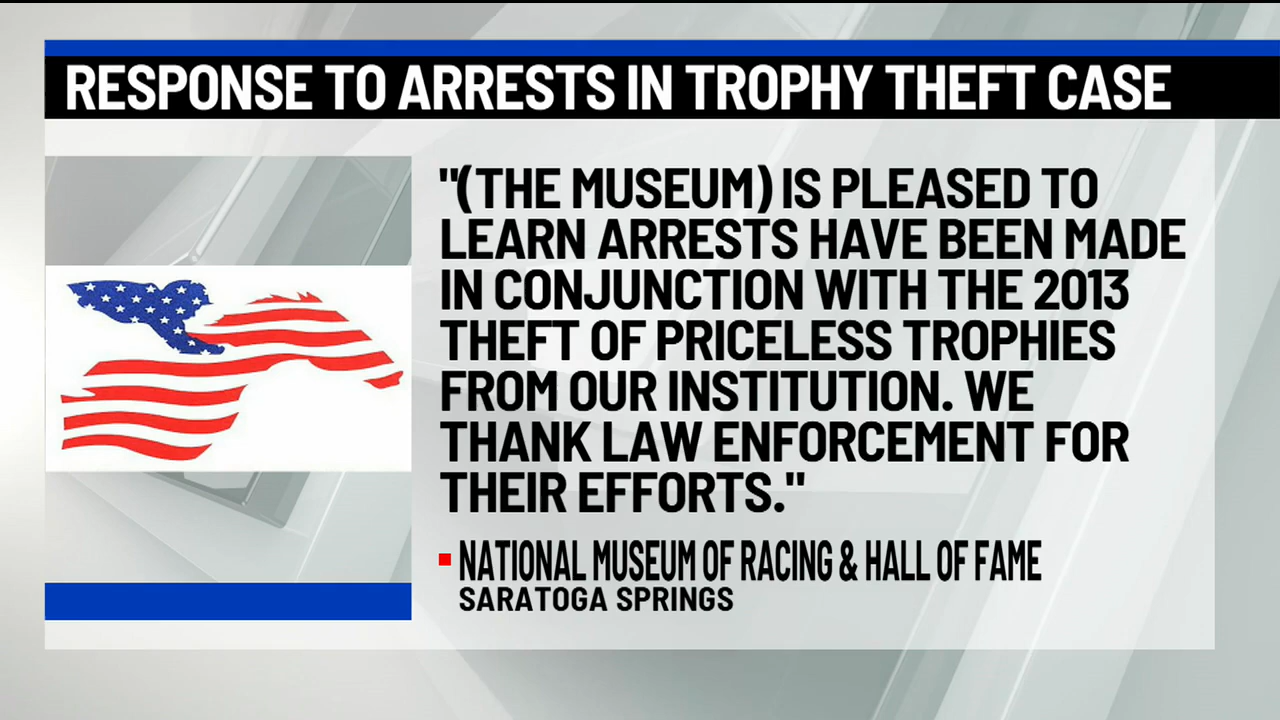 RESPONSE TO ARRESTS IN TROPHY THEFT CASE
"(THE MUSEUM) IS PLEASED TO
LEARN ARRESTS HAVE BEEN MADE
IN CONJUNCTION WITH THE 2013
THEFT OF PRICELESS TROPHIES
FROM OUR INSTITUTION. WE
THANK LAW ENFORCEMENT FOR
THEIR EFFORTS."
NATIONAL MUSEUM OF RACING & HALL OF FAME
SARATOGA SPRINGS